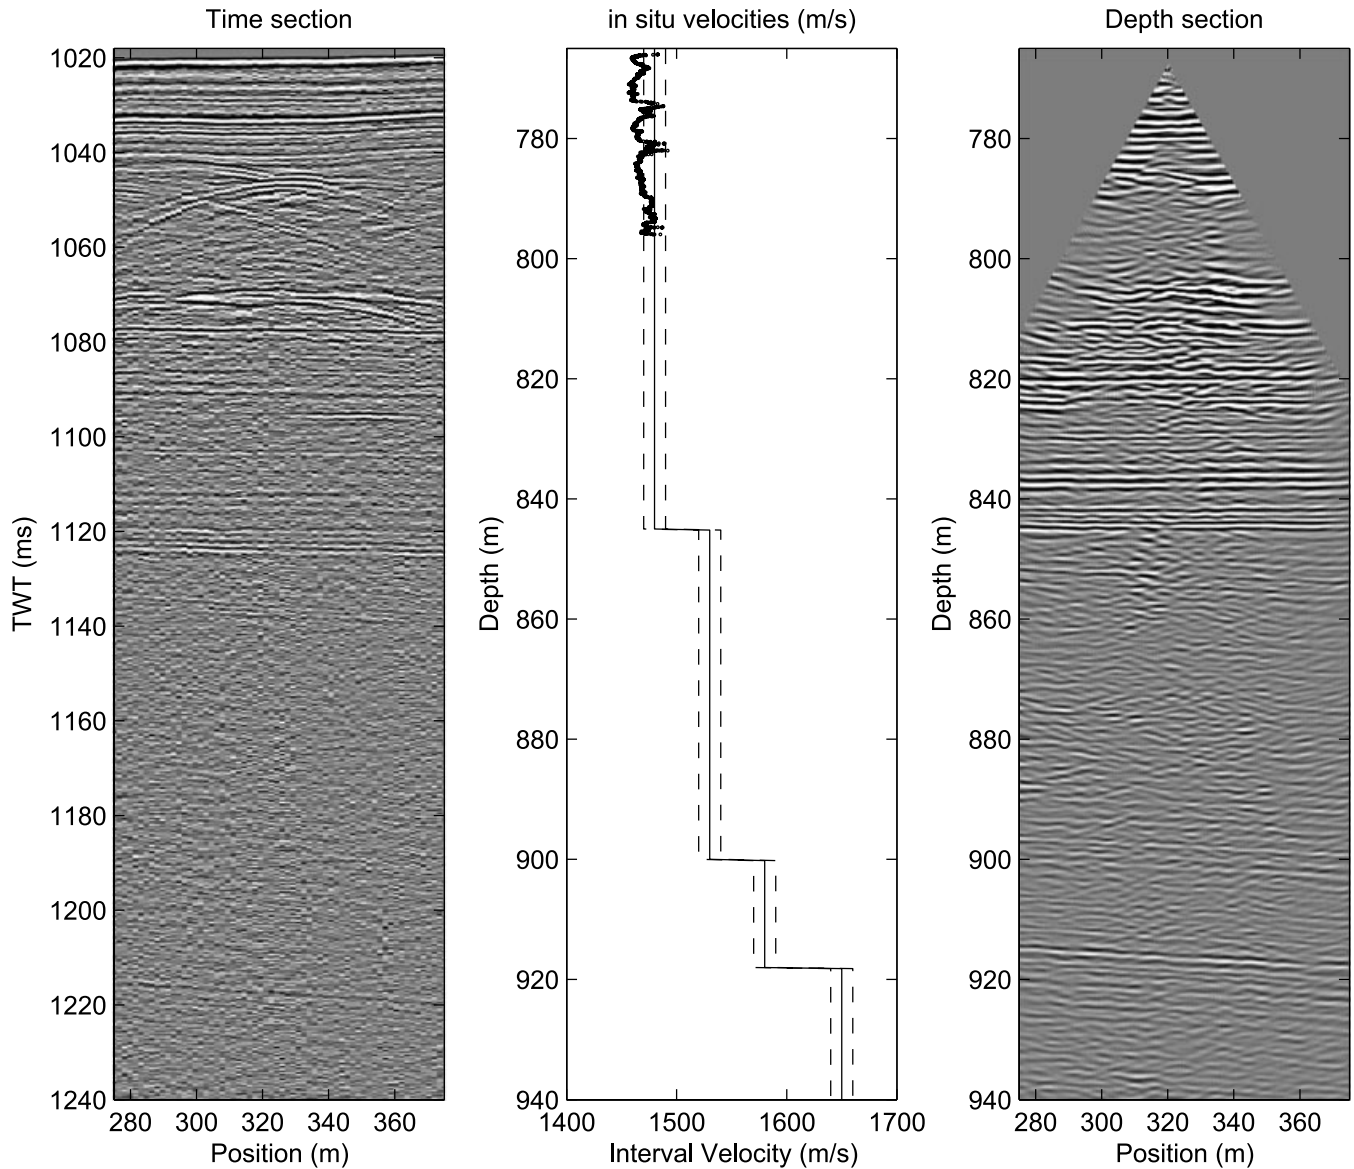 Time section
in situ velocities (m/s)
Depth section
1020
1040
1060
1080
1100
1120
1140
1160
1180
1200
1220
1240
TWT (ms)
280 300 320 340 360
Position (m)
780
800
820
840
860
880
900
920
940
Depth (m)
1400 1500 1600 1700
Interval Velocity (m/s)
780
800
820
840
860
880
900
920
940
Depth (m)
280 300 320 340 360
Position (m)